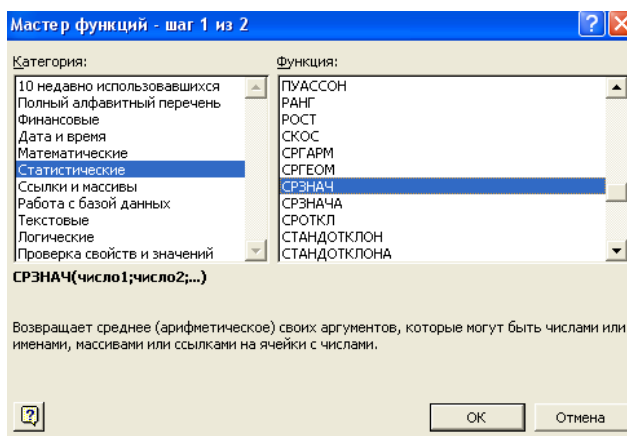 Мастер функций - шаг 1 из 2
Категория:
Функция:
10 недавно использовавшихся
Полный алфавитный перечень
Финансовые
Дата и время
Математические
Статистические
Ссылки и массивы
Работа с базой данных
Текстовые
Логические
Проверка свойств и значений
ПУАССОН
РАНГ
РОСТ
СКОС
СРГАРМ
СРГЕОМ
СРЗНАЧ
СРЗНАЧА
СРОТКЛ
СТАНДОТКЛОН
СТАНДОТКЛОНА
СРЗНАЧ(число1;число2;...)
Возвращает среднее (арифметическое) своих аргументов, которые могут быть числами или
именами, массивами или ссылками на ячейки с числами.
ОК
Отмена